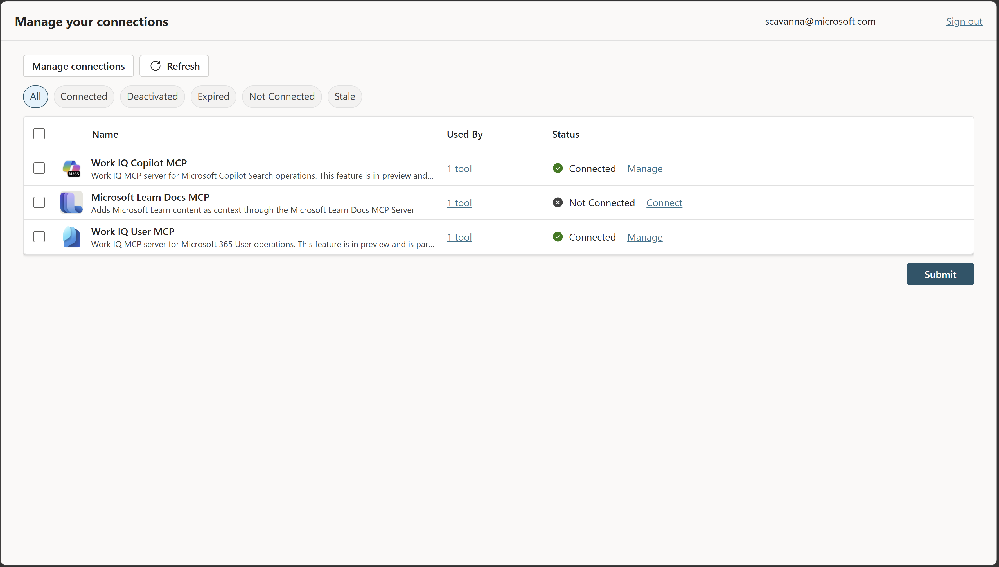 Manage your connections
scavanna@microsoft.com
Sign out
Manage connections
Refresh
All
Connected
Deactivated
Expired
Not Connected
Stale
Name
Used By
Status
Work IQ Copilot MCP
Work IQ MCP server for Microsoft Copilot Search operations. This feature is in preview and...
M365
1 tool
Connected
Manage
Microsoft Learn Docs MCP
Adds Microsoft Learn content as context through the Microsoft Learn Docs MCP Server
1 tool
Not Connected
Connect
Work IQ User MCP
Work IQ MCP server for Microsoft 365 User operations. This feature is in preview and is par...
1 tool
Connected
Manage
Submit